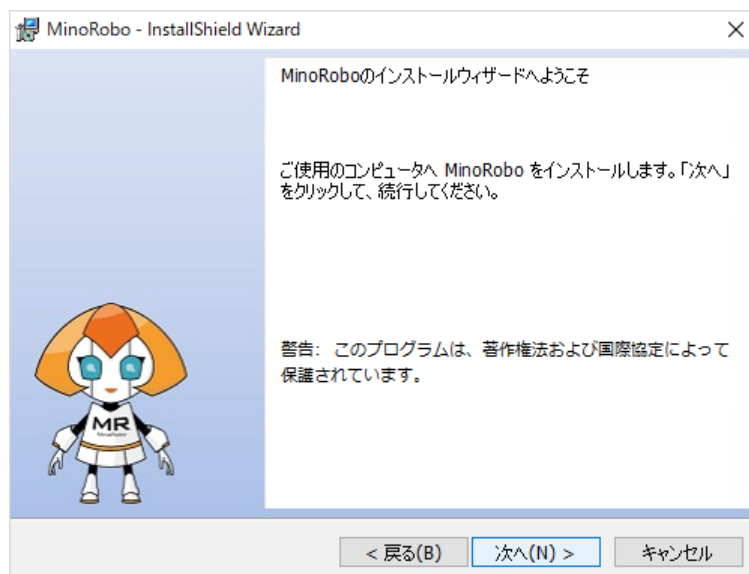 MinoRobo - InstallShield Wizard
MinoRoboのインストールウィザードへようこそ
ご使用のコンピュータへ MinoRobo をインストールします。「次へ」
をクリックして、続行してください。
警告: このプログラムは、著作権法および国際協定によって
保護されています。
MR
MinoRobo
< 戻る(B)
次へ(N) >
キャンセル